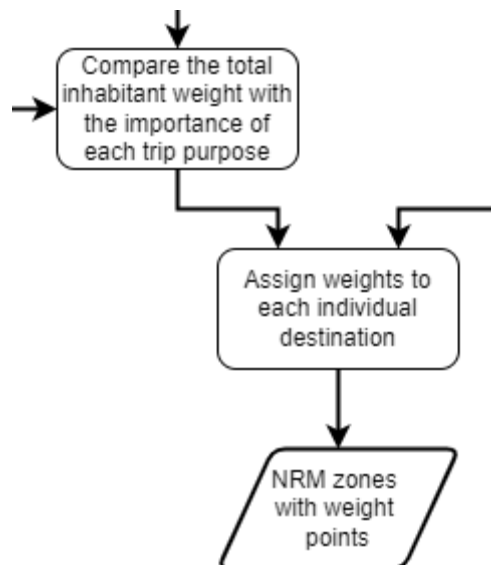 Compare the total
inhabitant weight with
the importance of
each trip purpose
Assign weights to
each individual
destination
NRM zones
with weight
points